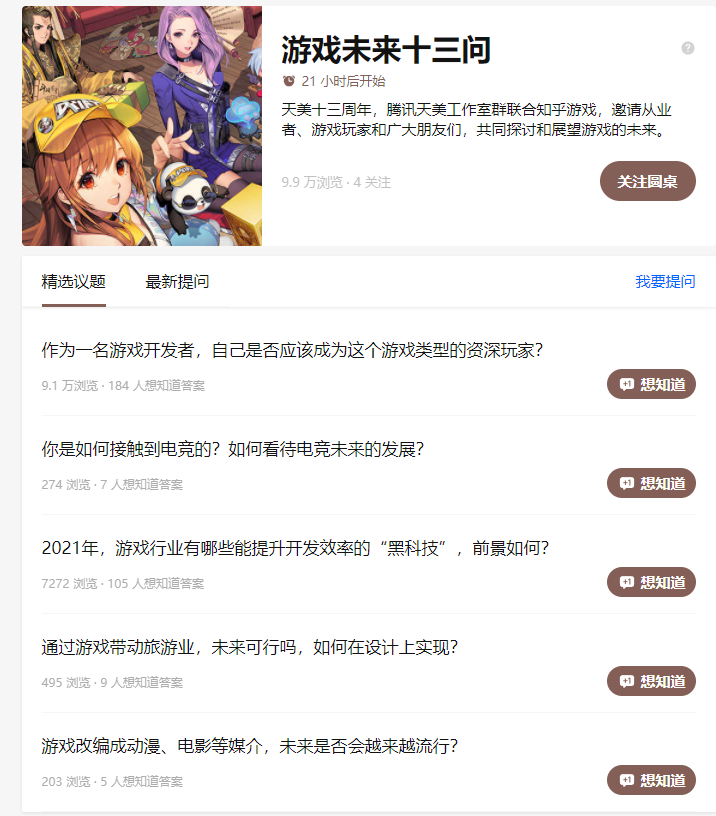 游戏未来十三问
21 小时后开始
天美十三周年，腾讯天美工作室群联合知乎游戏，邀请从业
者、游戏玩家和广大朋友们，共同探讨和展望游戏的未来。
9.9 万浏览 · 4 关注
关注圆桌
精选议题
最新提问
我要提问
作为一名游戏开发者，自己是否应该成为这个游戏类型的资深玩家？
9.1 万浏览 · 184 人想知道答案
+1 想知道
你是如何接触到电竞的？如何看待电竞未来的发展？
274 浏览 · 7 人想知道答案
+1 想知道
2021年，游戏行业有哪些能提升开发效率的“黑科技”，前景如何？
7272 浏览 · 105 人想知道答案
+1 想知道
通过游戏带动旅游业，未来可行吗，如何在设计上实现？
495 浏览 · 9 人想知道答案
+1 想知道
游戏改编成动漫、电影等媒介，未来是否会越来越流行？
203 浏览 · 5 人想知道答案
+1 想知道